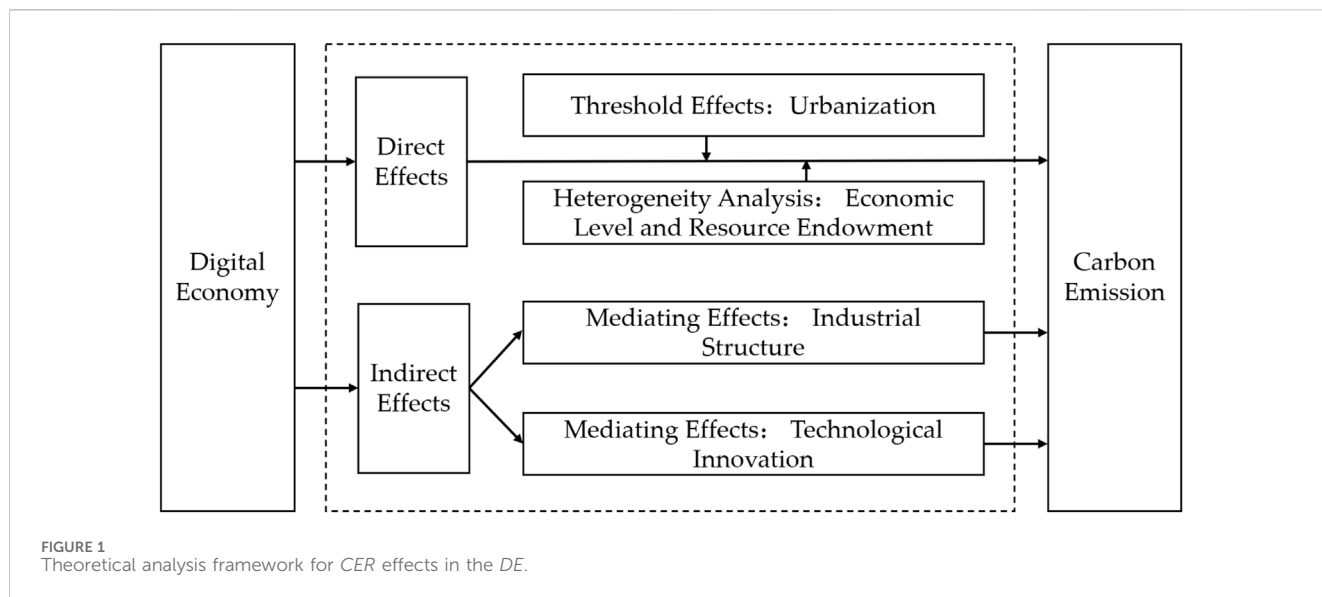 Digital
Economy
Direct
Effects
Threshold Effects： Urbanization
Heterogeneity Analysis： Economic
Level and Resource Endowment
Indirect
Effects
Mediating Effects： Industrial
Structure
Mediating Effects： Technological
Innovation
Carbon
Emission
FIGURE 1
Theoretical analysis framework for CER effects in the DE.